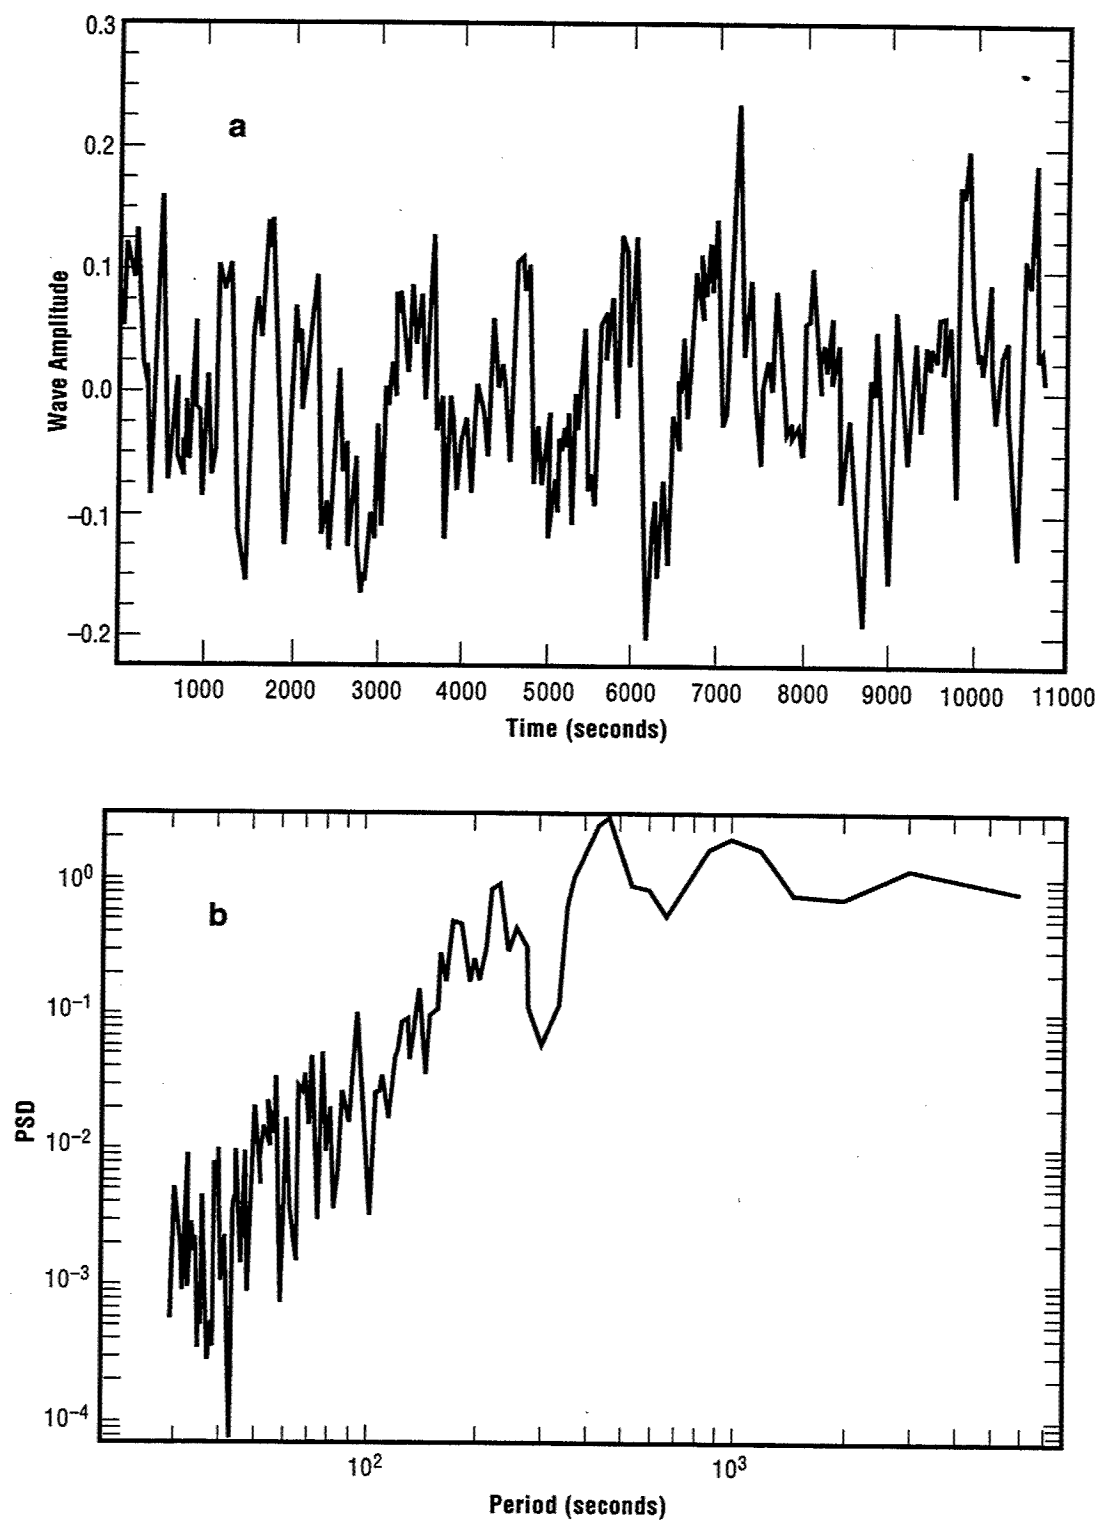 0.3
0.2
0.1
0.0
–0.1
–0.2
Wave Amplitude
a
1000 2000 3000 4000 5000 6000 7000 8000 9000 10000 11000
Time (seconds)
10⁰
10⁻¹
10⁻²
10⁻³
10⁻⁴
PSD
b
10² 10³
Period (seconds)